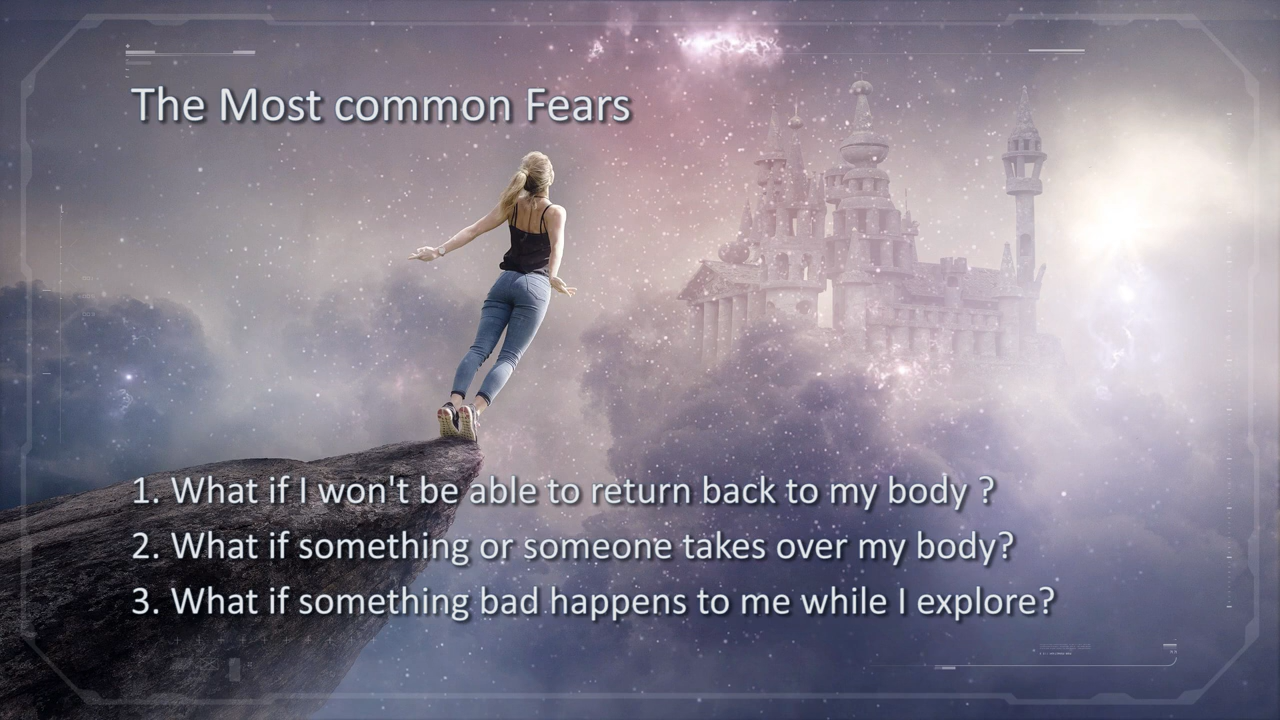 The Most common Fears
1. What if I won't be able to return back to my body ?
2. What if something or someone takes over my body?
3. What if something bad happens to me while I explore?